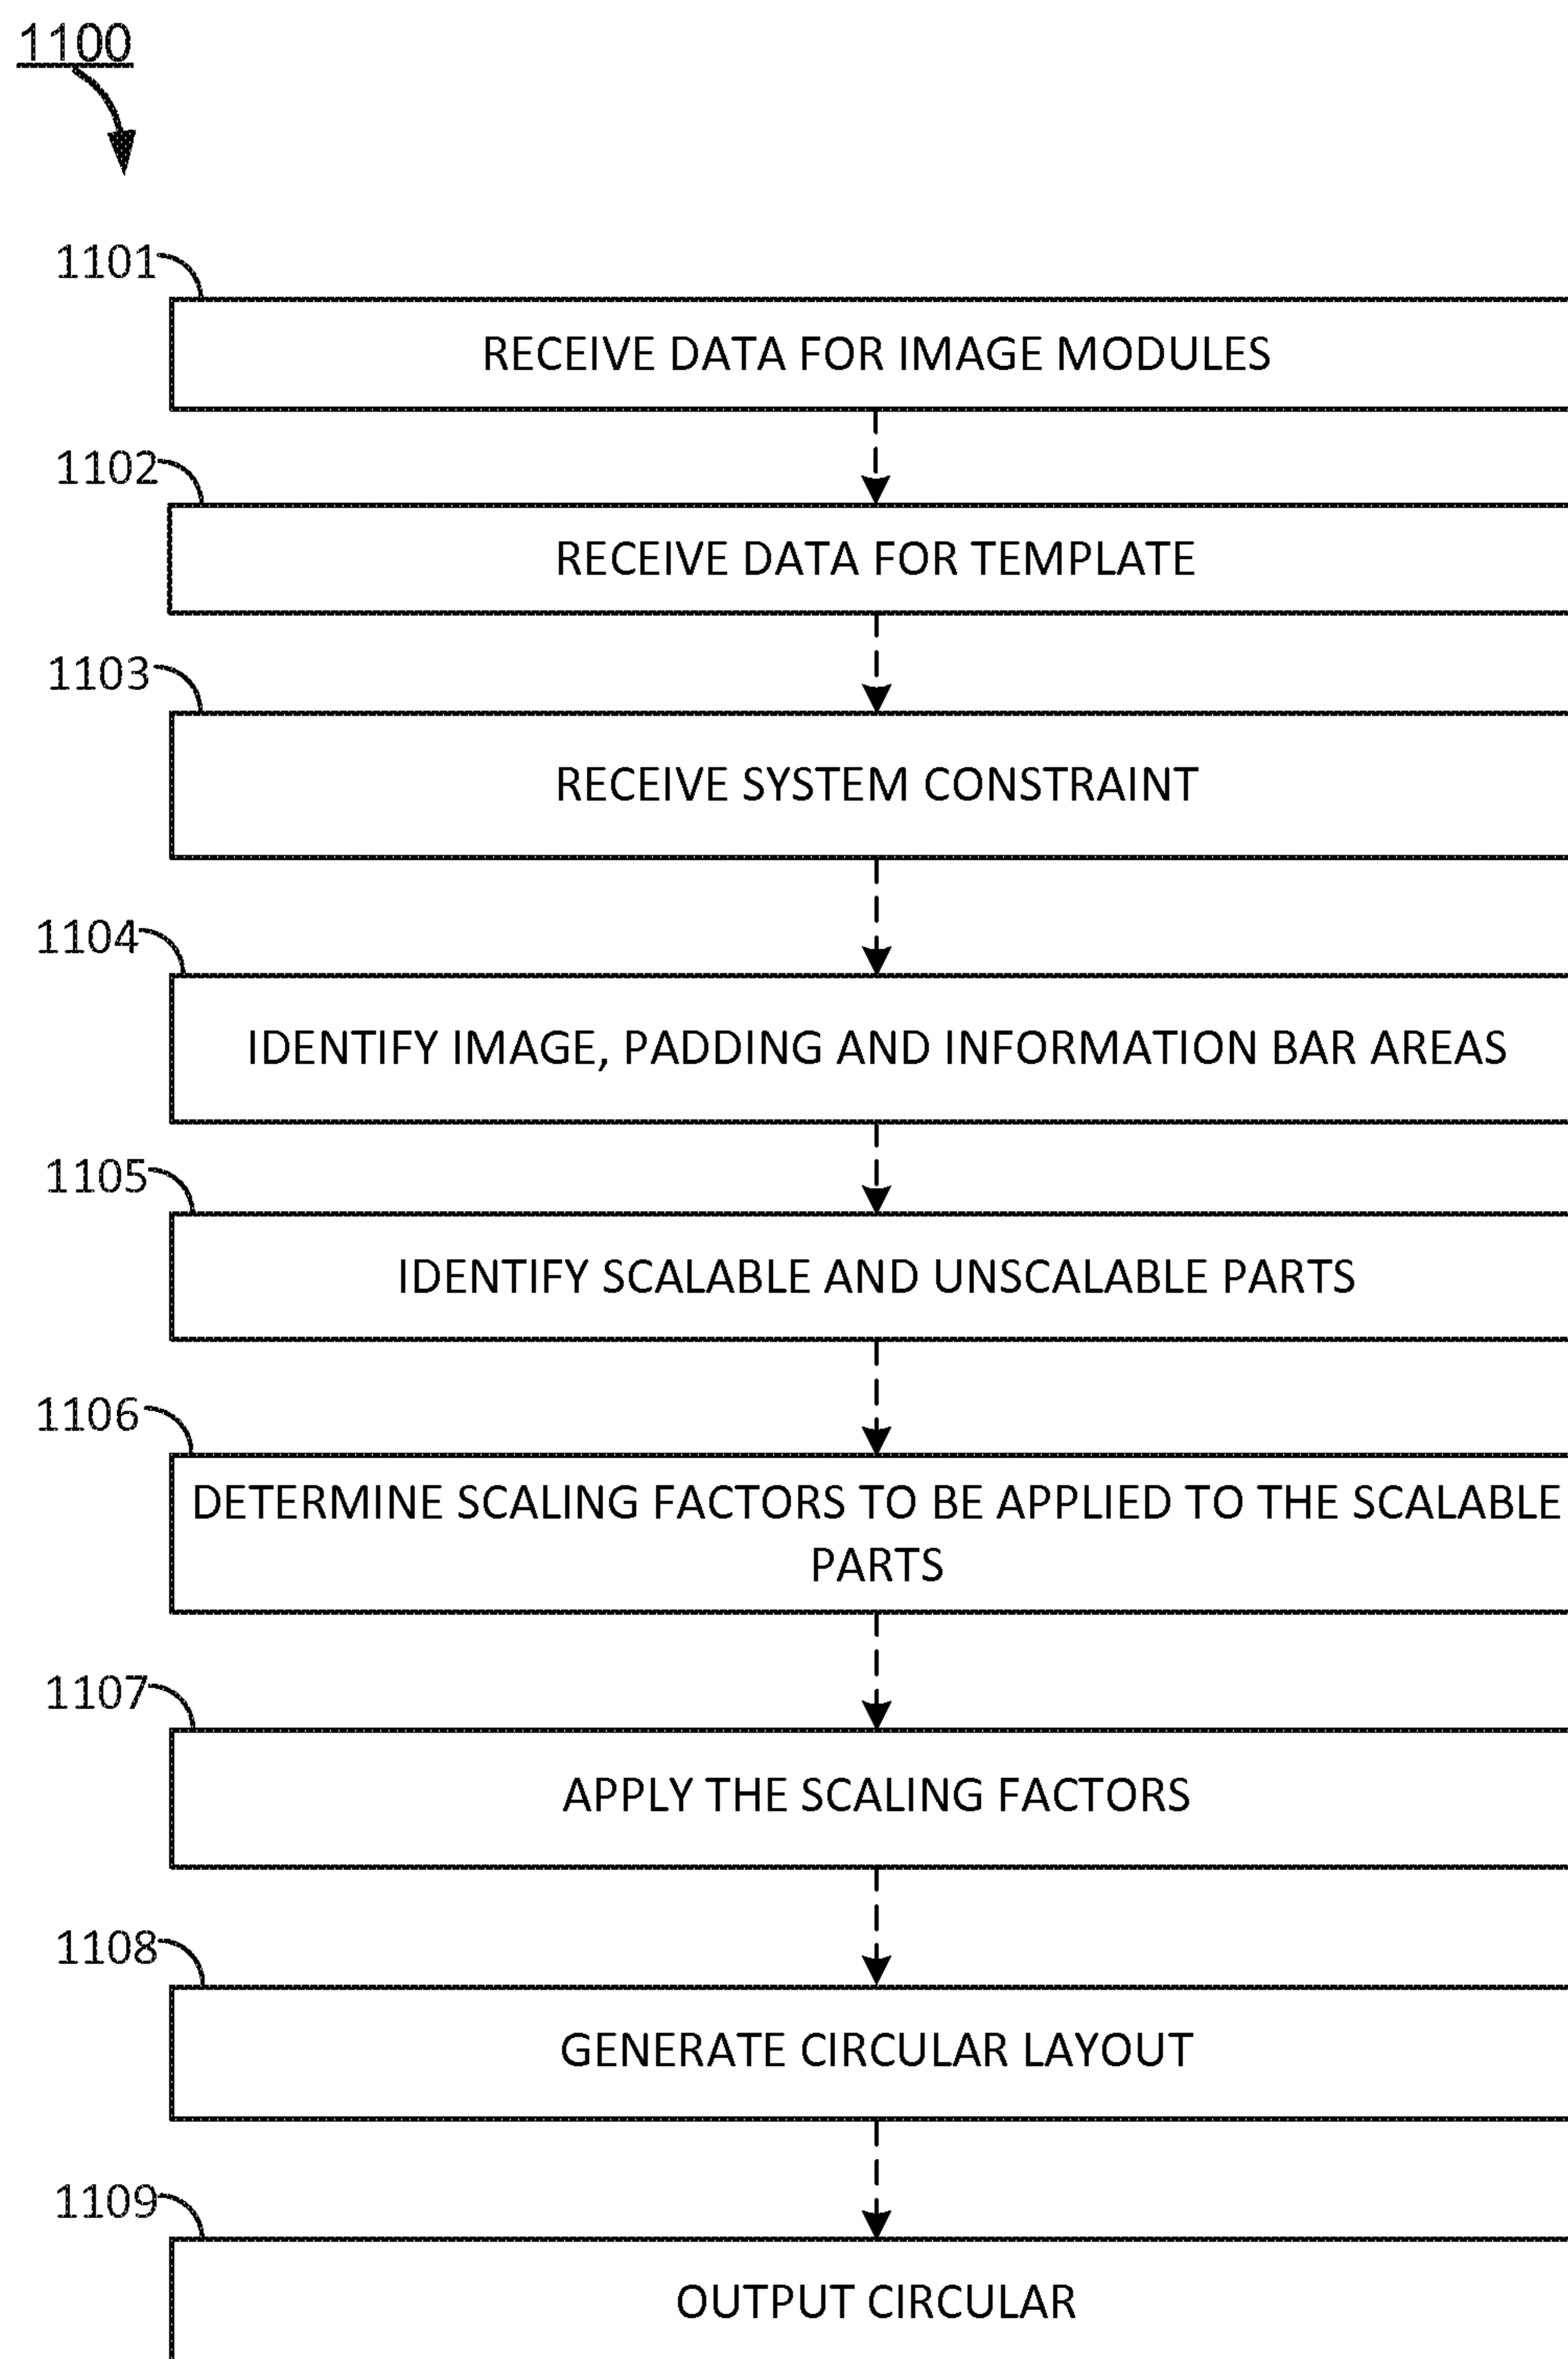 1100
1101
RECEIVE DATA FOR IMAGE MODULES
1102
RECEIVE DATA FOR TEMPLATE
1103
RECEIVE SYSTEM CONSTRAINT
1104
IDENTIFY IMAGE, PADDING AND INFORMATION BAR AREAS
1105
IDENTIFY SCALABLE AND UNSCALABLE PARTS
1106
DETERMINE SCALING FACTORS TO BE APPLIED TO THE SCALABLE
PARTS
1107
APPLY THE SCALING FACTORS
1108
GENERATE CIRCULAR LAYOUT
1109
OUTPUT CIRCULAR